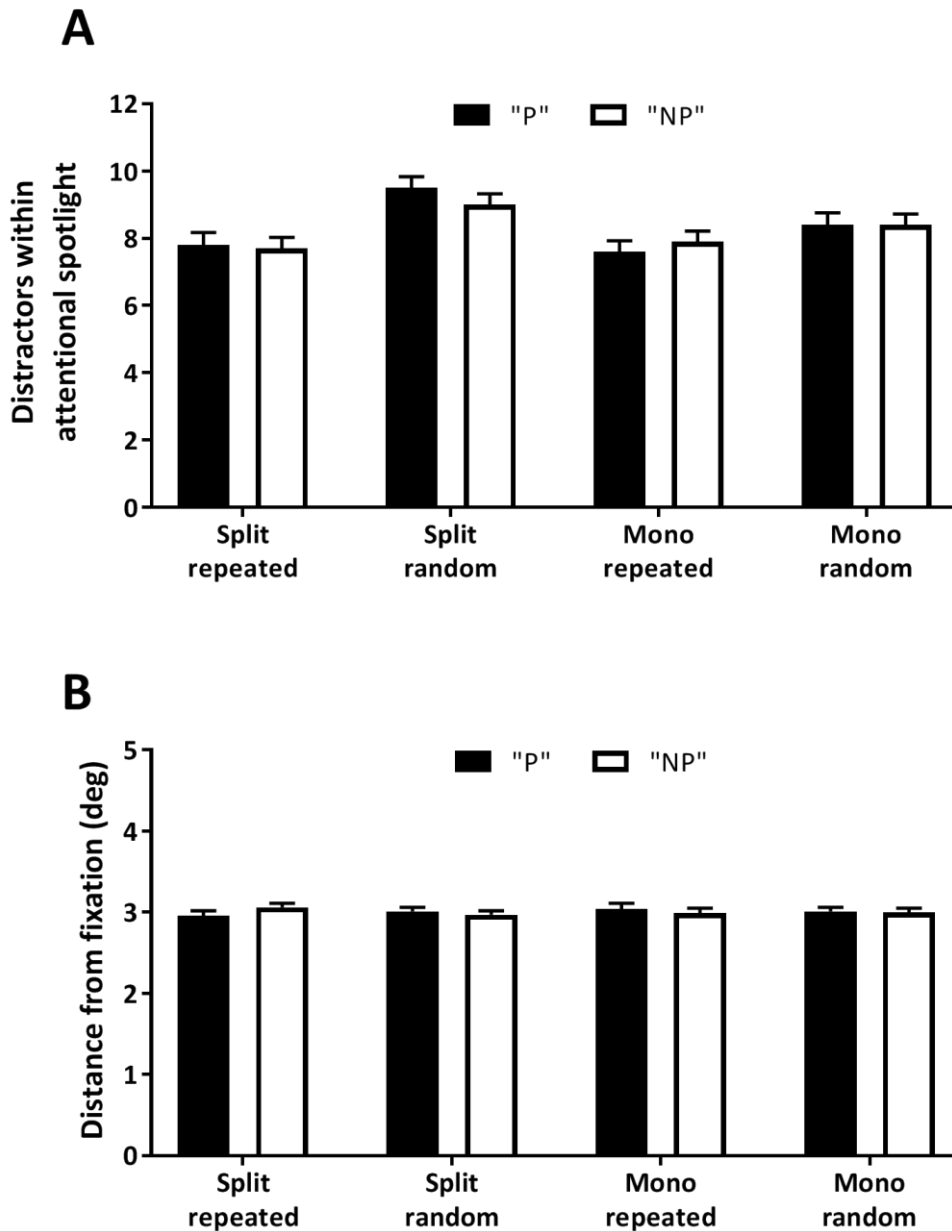 A
Distractors within
attentional spotlight
"P" "NP"
12
10
8
6
4
2
0
Split
repeated
Split
random
Mono
repeated
Mono
random
B
Distance from fixation (deg)
"P" "NP"
5
4
3
2
1
0
Split
repeated
Split
random
Mono
repeated
Mono
random